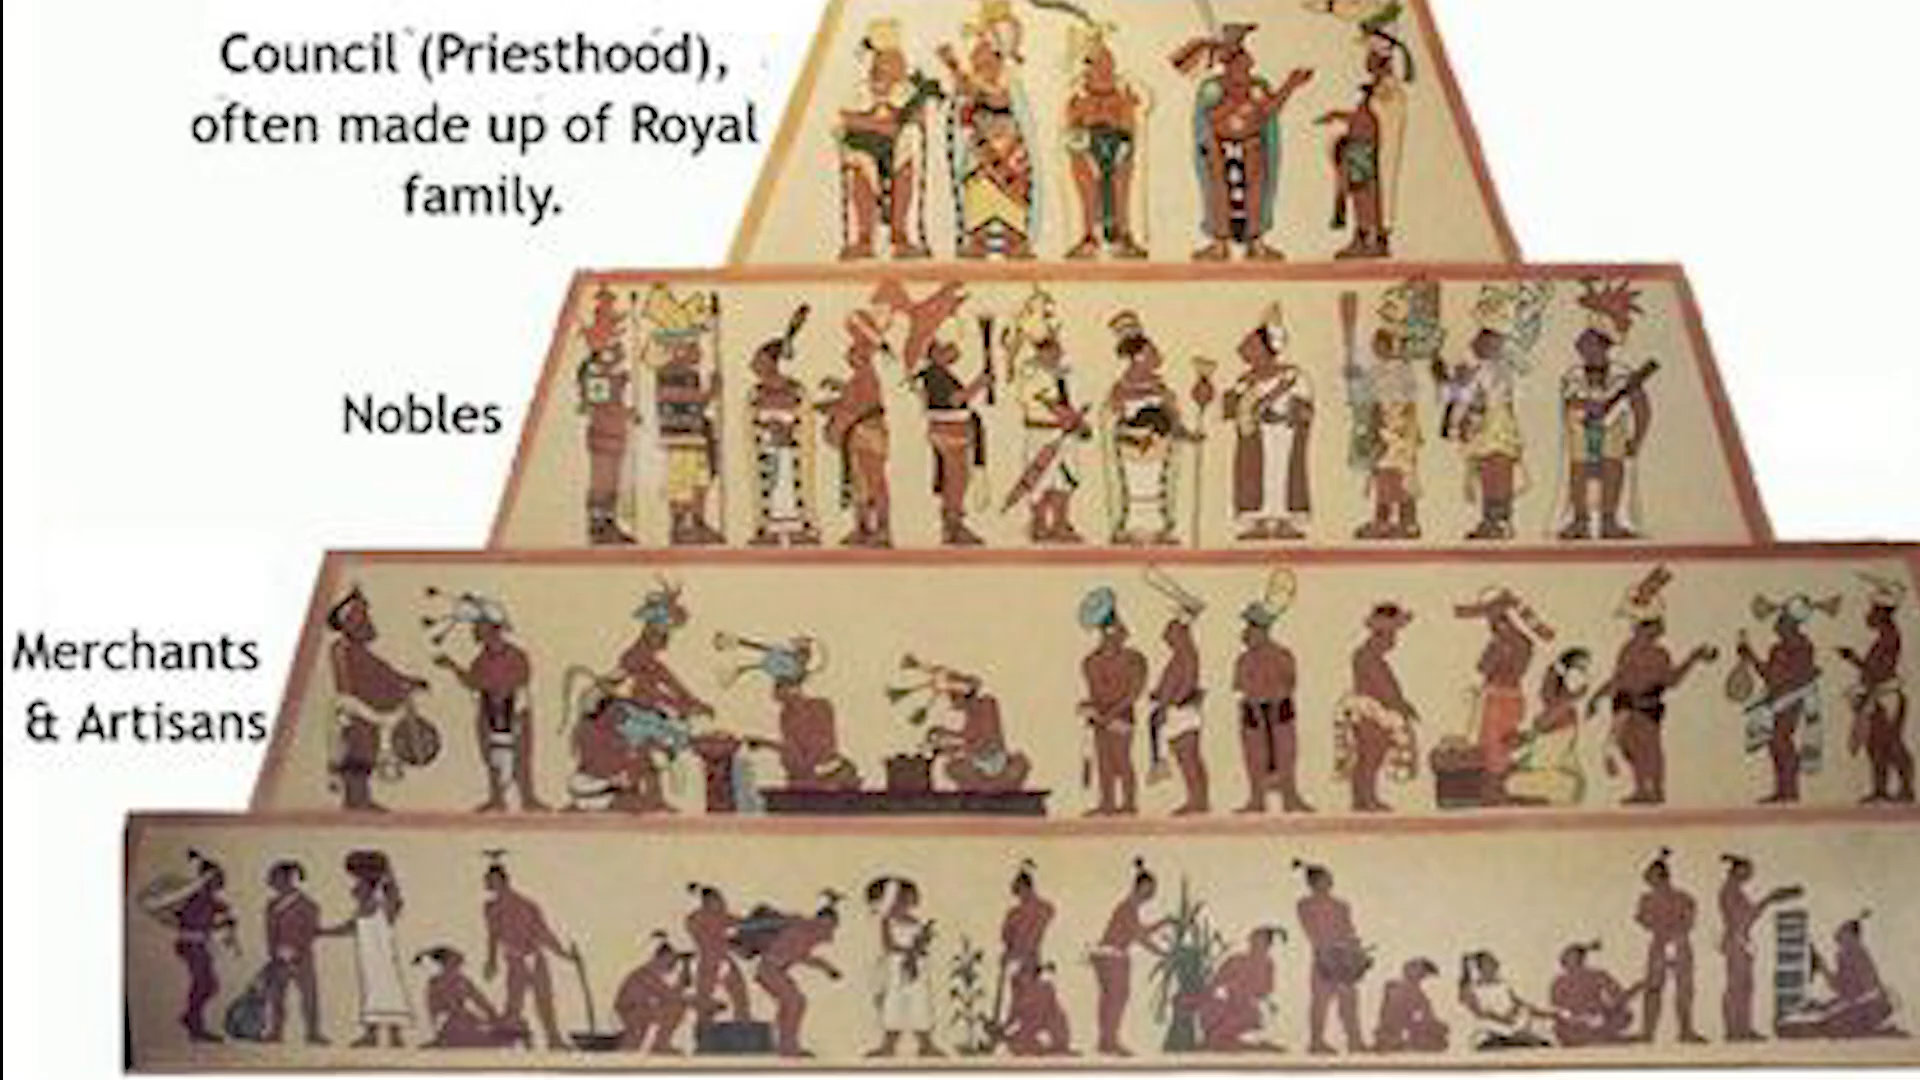 Council (Priesthood),
often made up of Royal
family.
Nobles
Merchants
& Artisans